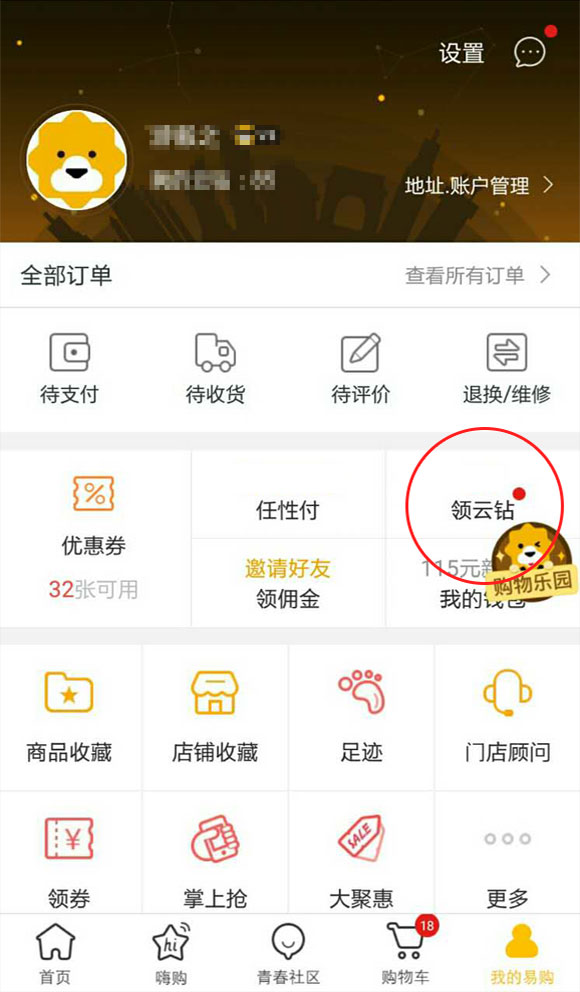 设置
地址.账户管理
全部订单
查看所有订单
待支付
待收货
待评价
退换/维修
优惠券
32张可用
任性付
领云钻
邀请好友
领佣金
115元新
我的钱包
购物乐园
商品收藏
店铺收藏
足迹
门店顾问
¥
领券
掌上抢
SALE
大聚惠
更多
首页
hi
嗨购
青春社区
18
购物车
我的易购